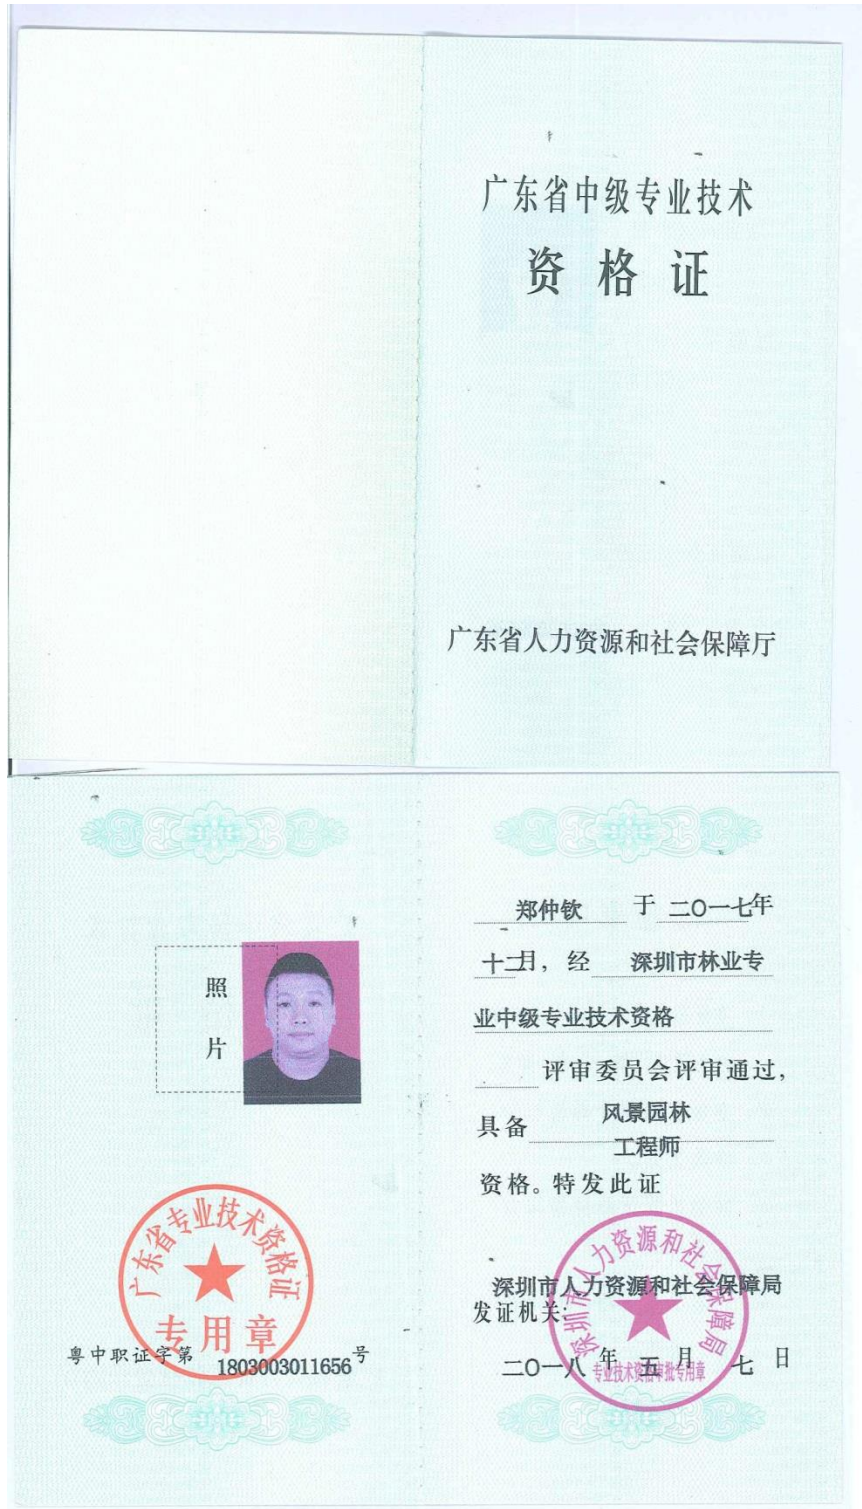 广东省中级专业技术
资格证
广东省人力资源和社会保障厅
照
片
广东省专业技术资格证
专用章
粤中职证字第 1803003011656 号
郑仲钦 于 二〇一七年
十二月，经 深圳市林业专
业中级专业技术资格
评审委员会评审通过，
具备 风景园林
工程师
资格。特发此证
深圳市人力资源和社会保障局
发证机关：
深圳市人力资源和社会保障局
专业技术资格审批专用章
二〇一八 年 五 月 七 日